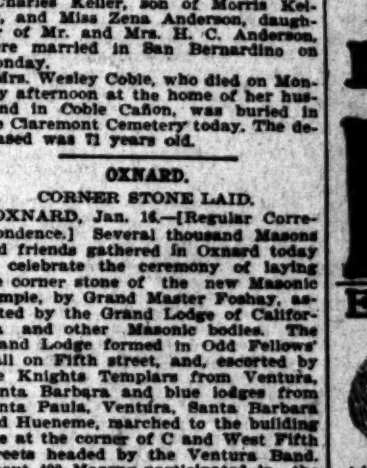 Charles Keller, son of Morris Kel-
and Miss Zena Anderson, daugh-
of Mr. and Mrs. H. C. Anderson,
ere married in San Bernardino on
onday.
Mrs. Wesley Coble, who died on Mon-
y afternoon at the home of her hus-
nd in Coble Cañon, was buried in
e Claremont Cemetery today. The de-
ased was 71 years old.
OXNARD.
CORNER STONE LAID.
OXNARD, Jan. 16.—[Regular Corre-
ondence.] Several thousand Masons
d friends gathered in Oxnard today
celebrate the ceremony of laying
e corner stone of the new Masonic
mple, by Grand Master Foshay, as-
ted by the Grand Lodge of Califor-
a and other Masonic bodies. The
and Lodge formed in Odd Fellows'
all on Fifth street, and, escorted by
e Knights Templars from Ventura,
nta Barbara and blue lodges from
nta Paula, Ventura, Santa Barbara
d Hueneme, marched to the building
e at the corner of C and West Fifth
reets headed by the Ventura Band.
Masons participated in the